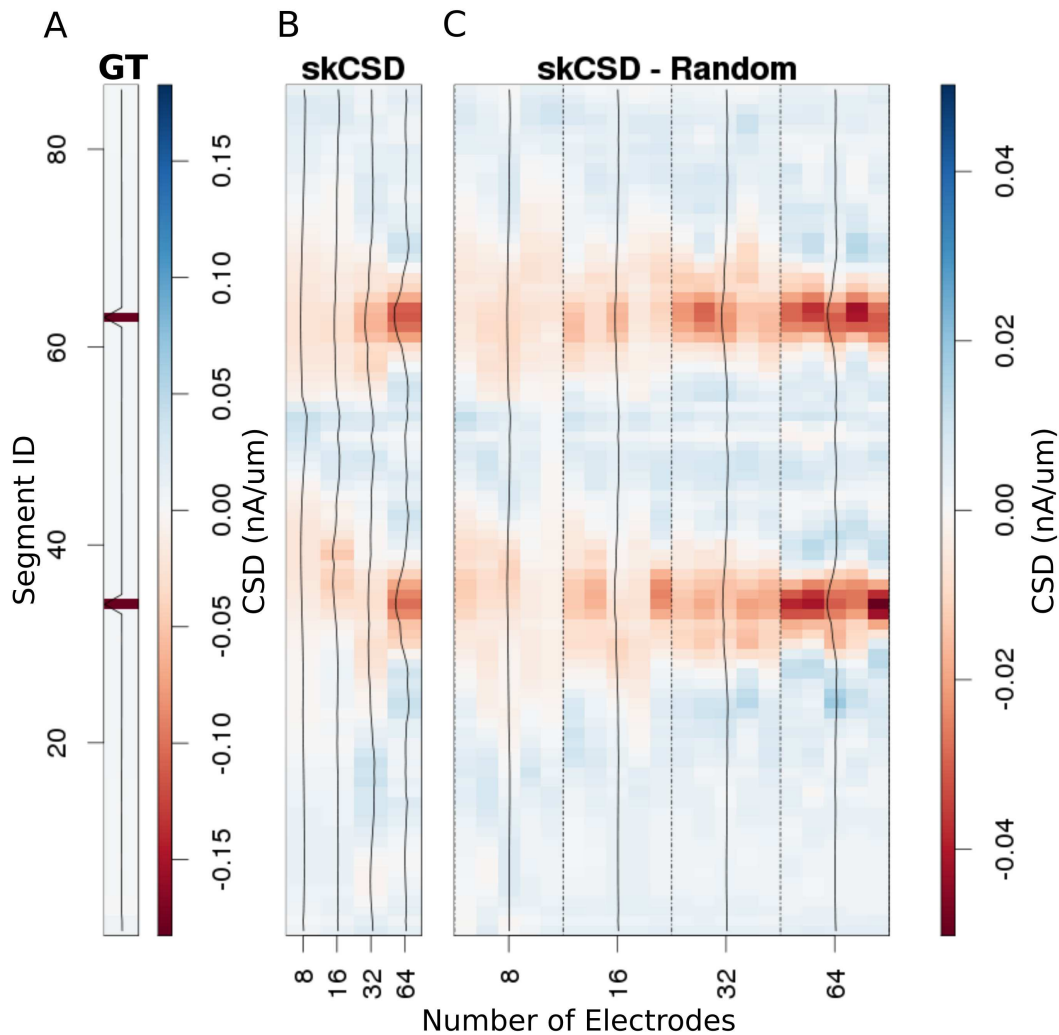 A
B
C
GT
skCSD
skCSD - Random
Segment ID
80
60
40
20
0.15
0.10
0.05
0.00
-0.05
-0.10
-0.15
CSD (nA/um)
8
16
32
64
8
16
32
64
Number of Electrodes
0.04
0.02
0.00
-0.02
-0.04
CSD (nA/um)